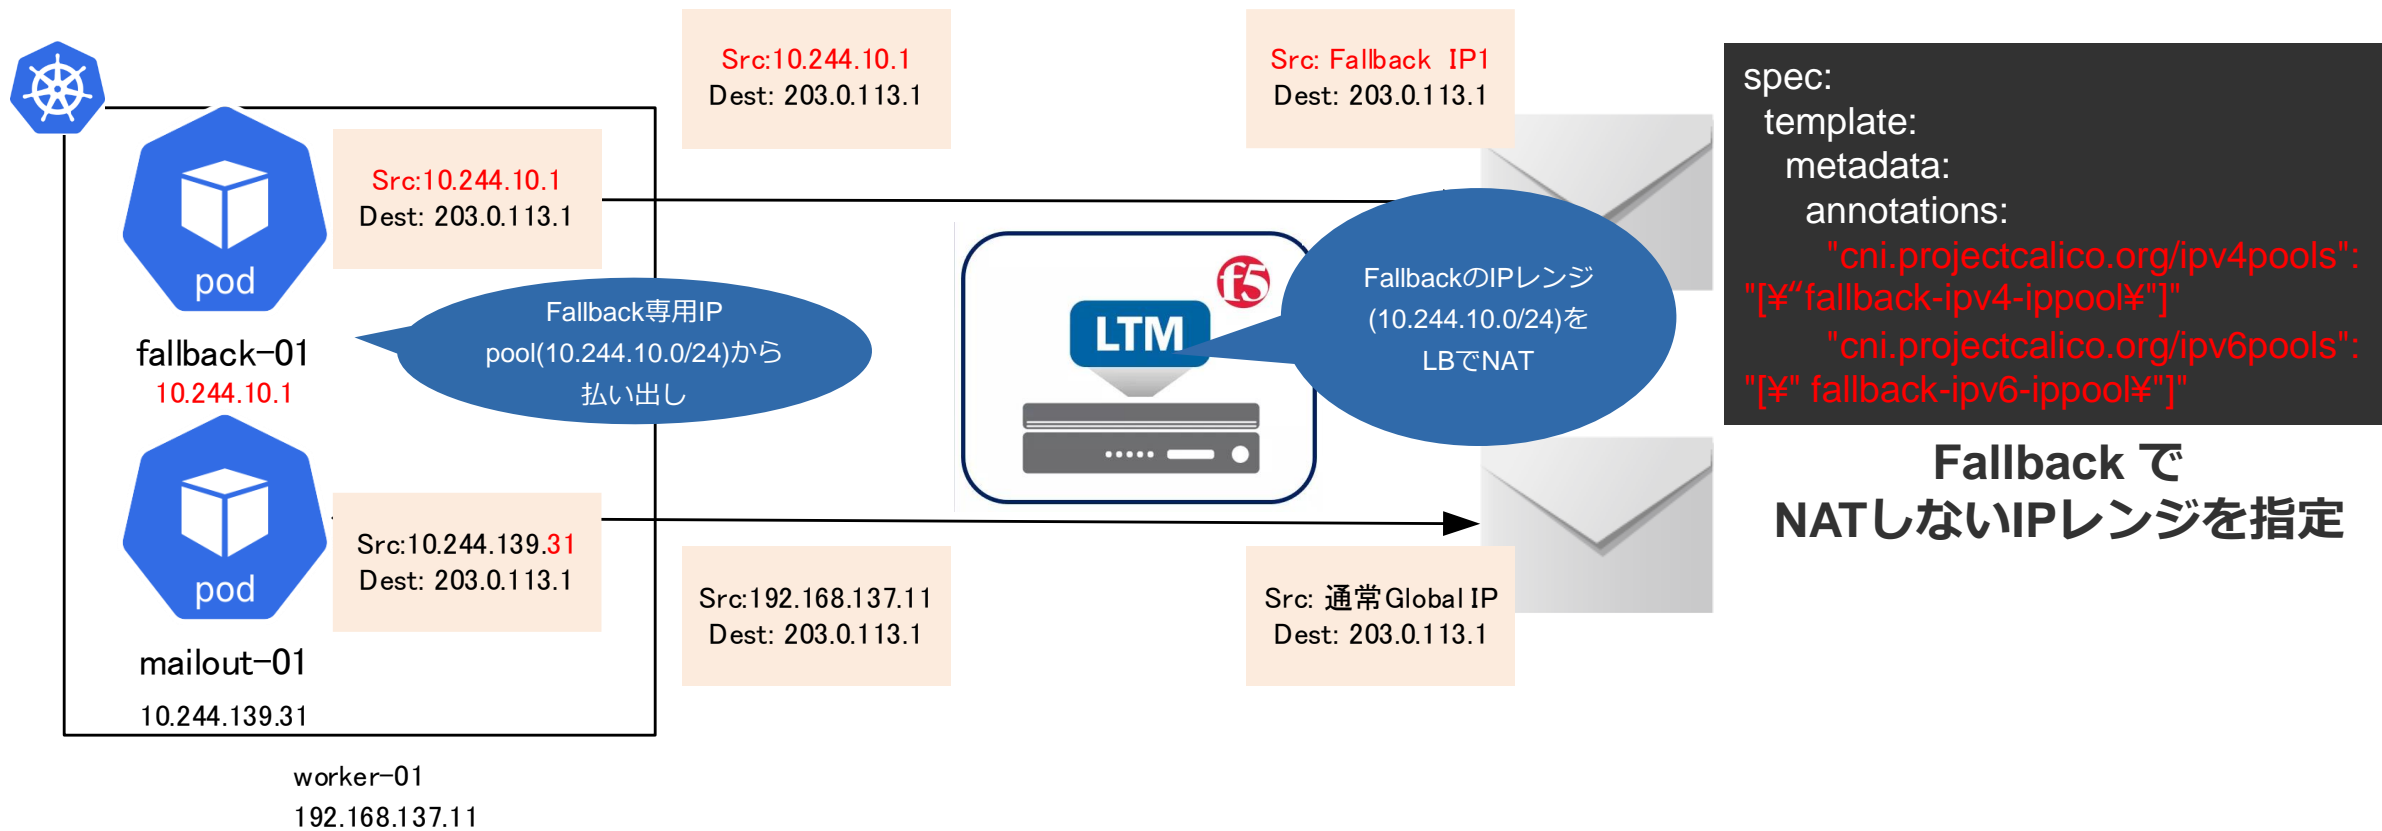 Src:10.244.10.1
Dest: 203.0.113.1
Src: Fallback IP1
Dest: 203.0.113.1
Src:10.244.10.1
Dest: 203.0.113.1
pod
fallback-01
10.244.10.1
Fallback専用IP
pool(10.244.10.0/24)から
払い出し
f5
LTM
FallbackのIPレンジ
(10.244.10.0/24)を
LBでNAT
pod
mailout-01
10.244.139.31
Src:10.244.139.31
Dest: 203.0.113.1
Src:192.168.137.11
Dest: 203.0.113.1
Src: 通常Global IP
Dest: 203.0.113.1
worker-01
192.168.137.11
spec:
template:
metadata:
annotations:
"cni.projectcalico.org/ipv4pools":
"[¥“fallback-ipv4-ippool¥"]"
"cni.projectcalico.org/ipv6pools":
"[¥" fallback-ipv6-ippool¥"]"
Fallback で
NATしないIPレンジを指定